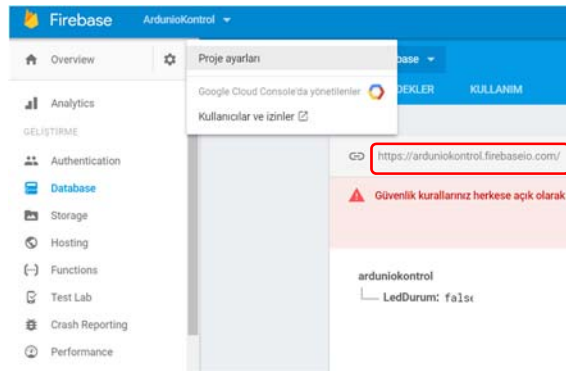 Firebase
ArdunioKontrol
Overview
Proje ayarları
Google Cloud Console'da yönetilenler
Kullanıcılar ve izinler
base
DEKLER
KULLANIM
Analytics
GELİŞTİRME
Authentication
Database
Storage
Hosting
Functions
Test Lab
Crash Reporting
Performance
https://arduniokontrol.firebaseio.com/
Güvenlik kurallarınız herkese açık olarak
arduniokontrol
LedDurum: false